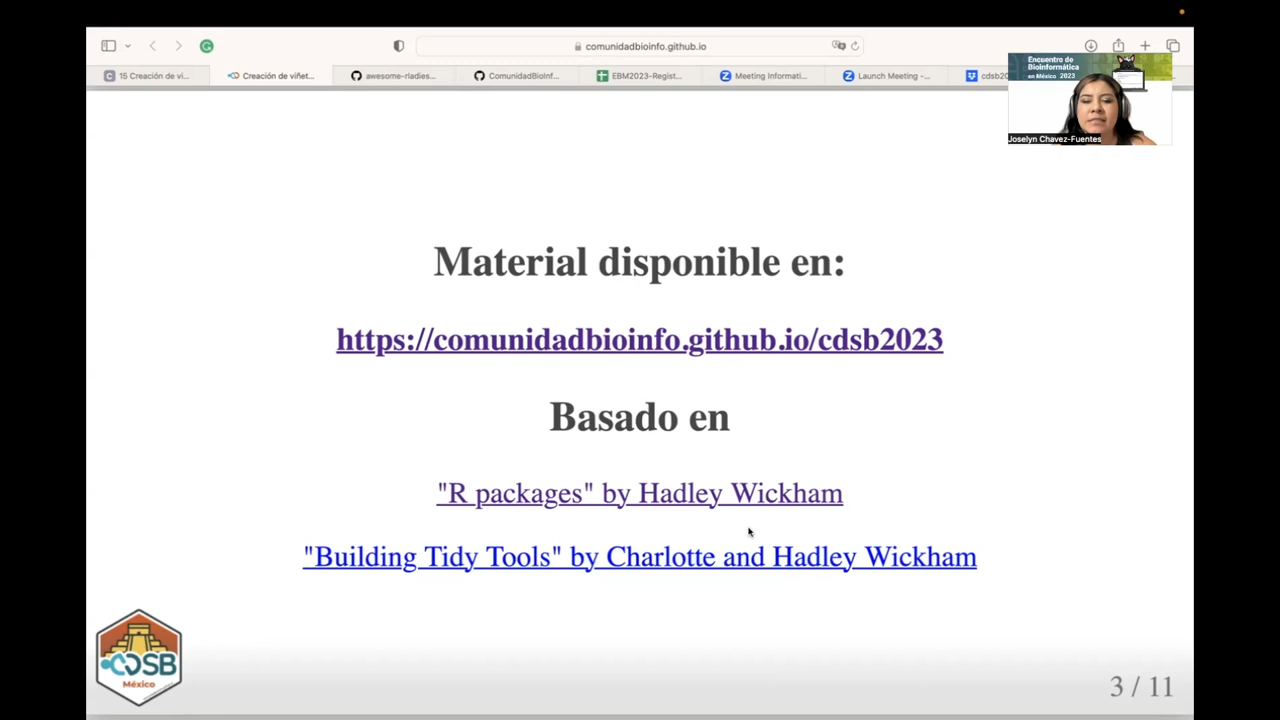 comunidadbioinfo.github.io
15 Creación de vi...
Creación de viñet...
awesome-rladies...
ComunidadBioInf...
EBM2023-Regist...
Meeting Informati...
Launch Meeting -...
cdsb20
Encuentro de
Bioinformática
en México 2023
Joselyn Chavez-Fuentes
Material disponible en:
https://comunidadbioinfo.github.io/cdsb2023
Basado en
"R packages" by Hadley Wickham
"Building Tidy Tools" by Charlotte and Hadley Wickham
CDSB
México
3 / 11